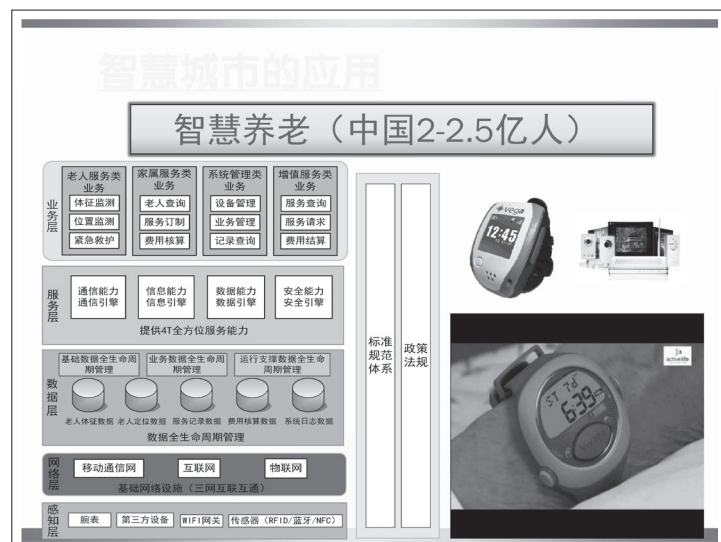 智慧城市的应用
智慧养老（中国2-2.5亿人）
业务层
老人服务类
业务
体征监测
位置监测
紧急救护
家属服务类
业务
老人查询
服务订制
费用核算
系统管理类
业务
设备管理
业务管理
记录查询
增值服务类
业务
服务查询
服务请求
费用结算
服务层
通信能力
通信引擎
信息能力
信息引擎
数据能力
数据引擎
安全能力
安全引擎
提供4T全方位服务能力
数据层
基础数据全生命周
期管理
业务数据全生命周
期管理
运行支撑数据全生命
周期管理
老人体征数据
老人定位数据
服务记录数据
费用核算数据
系统日志数据
数据全生命周期管理
网络层
移动通信网
互联网
物联网
基础网络设施（三网互联互通）
感知层
腕表
第三方设备
WIFI网关
传感器（RFID/蓝牙/NFC）
标准
规范
体系
政策
法规
vega
12:45
activelife
6:39